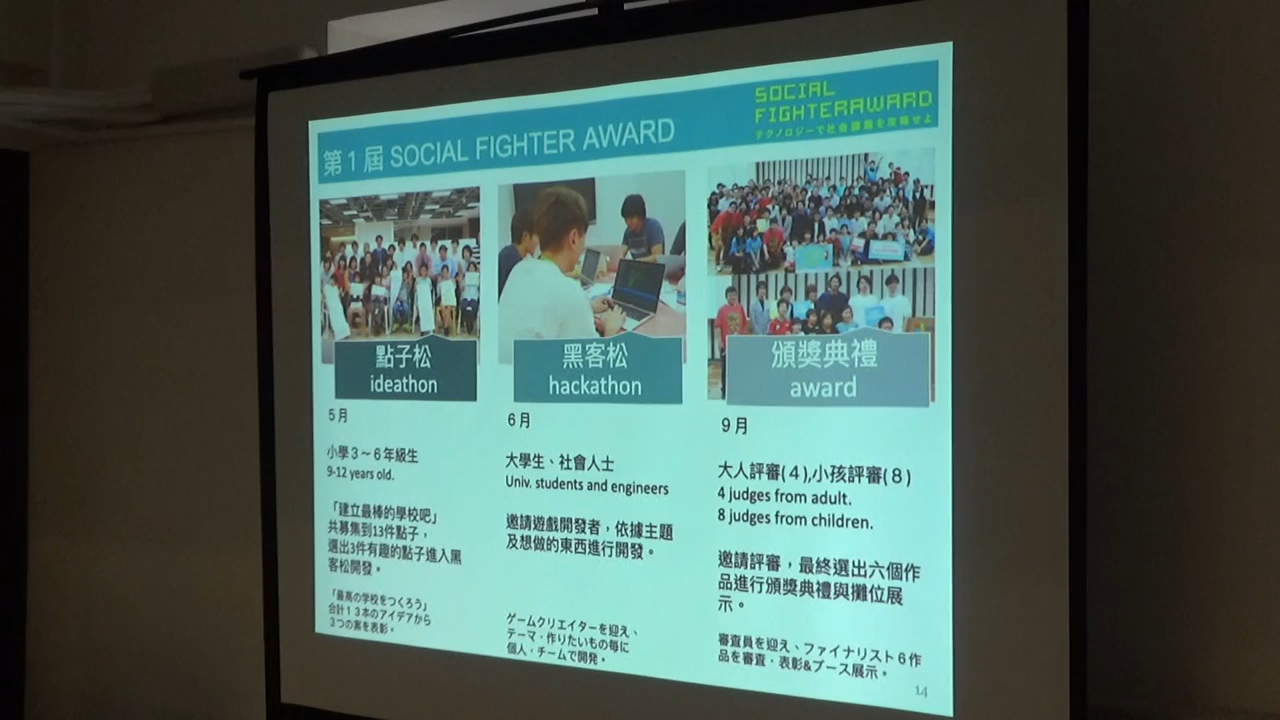 第1屆 SOCIAL FIGHTER AWARD
SOCIAL
FIGHTERAWARD
テクノロジーで社会課題を攻略せよ
點子松
ideathon
5月
小學3～6年級生
9-12 years old.
「建立最棒的學校吧」
共募集到13件點子，
選出3件有趣的點子進入黑
客松開發。
「最高の学校をつくろう」
合計13本のアイデアから
3つの案を表彰。
黑客松
hackathon
6月
大學生、社會人士
Univ. students and engineers
邀請遊戲開發者，依據主題
及想做的東西進行開發。
ゲームクリエイターを迎え、
テーマ・作りたいもの毎に
個人・チームで開発。
頒獎典禮
award
9月
大人評審(4),小孩評審(8)
4 judges from adult.
8 judges from children.
邀請評審，最終選出六個作
品進行頒獎典禮與攤位展
示。
審査員を迎え、ファイナリスト6作
品を審査・表彰&ブース展示。
14